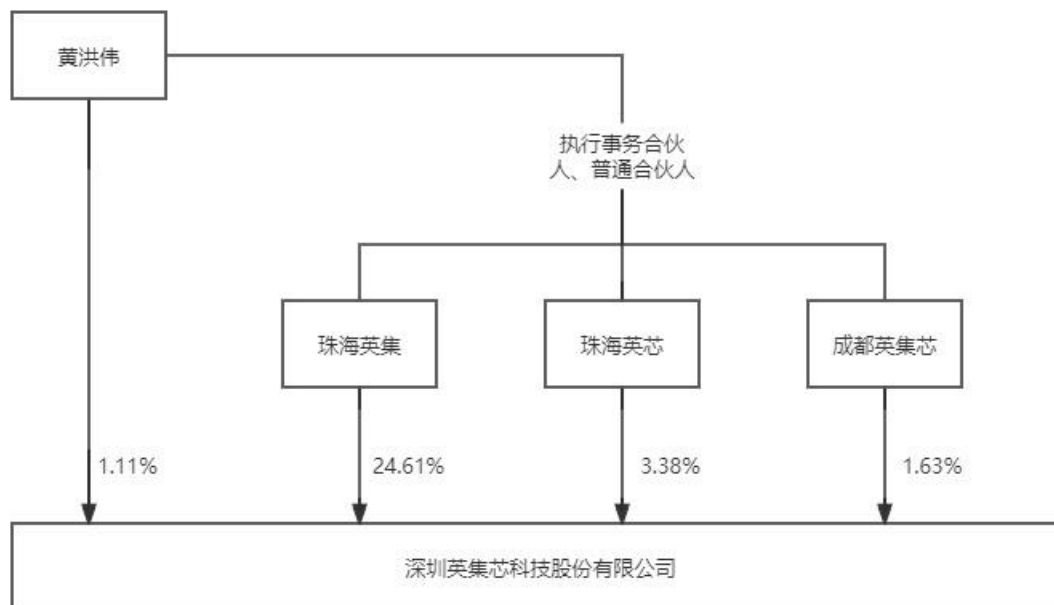 黄洪伟
执行事务合伙
人、普通合伙人
珠海英集
珠海英芯
成都英集芯
1.11%
24.61%
3.38%
1.63%
深圳英集芯科技股份有限公司